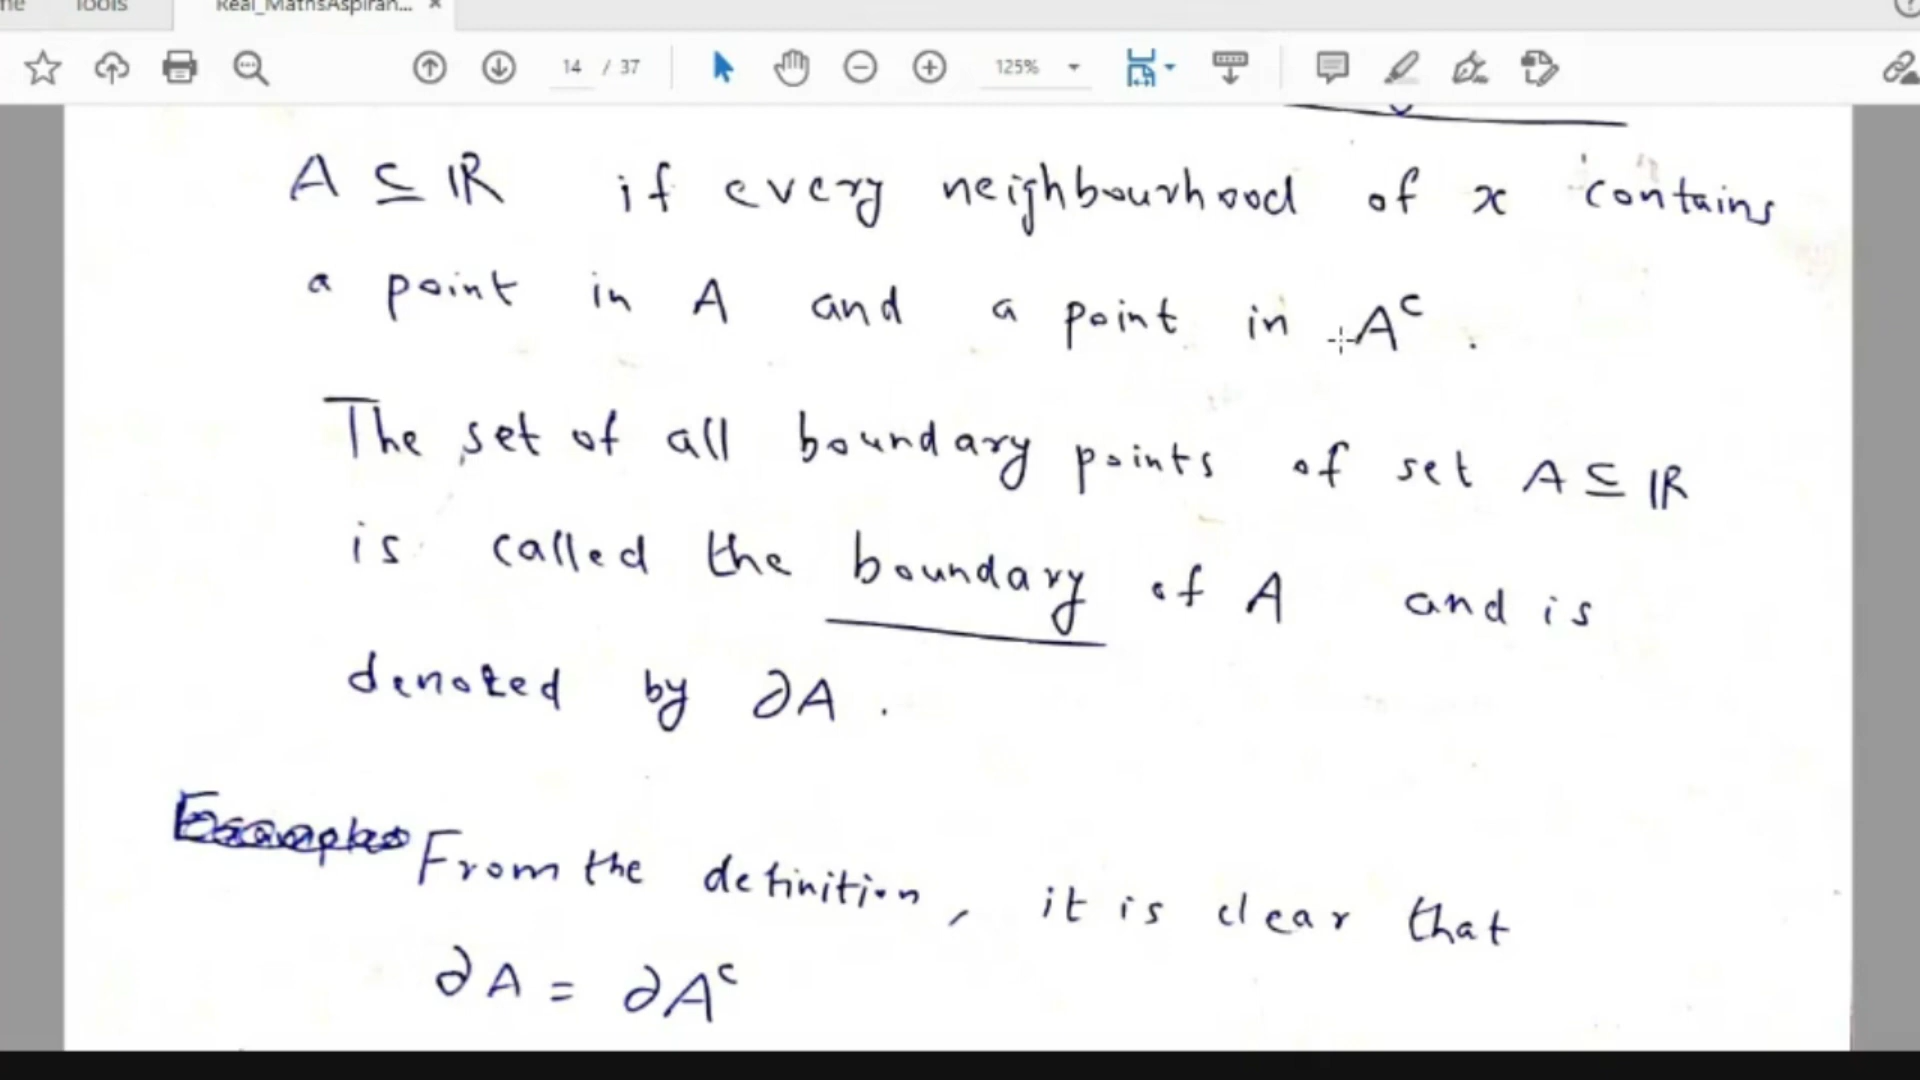 Tools Real_MathsAspiran... ×
14 / 37 125%
A ⊆ ℝ if every neighbourhood of x contains
a point in A and a point in Aᶜ.
The set of all boundary points of set A ⊆ ℝ
is called the boundary of A and is
denoted by ∂A.
From the definition, it is clear that
∂A = ∂Aᶜ